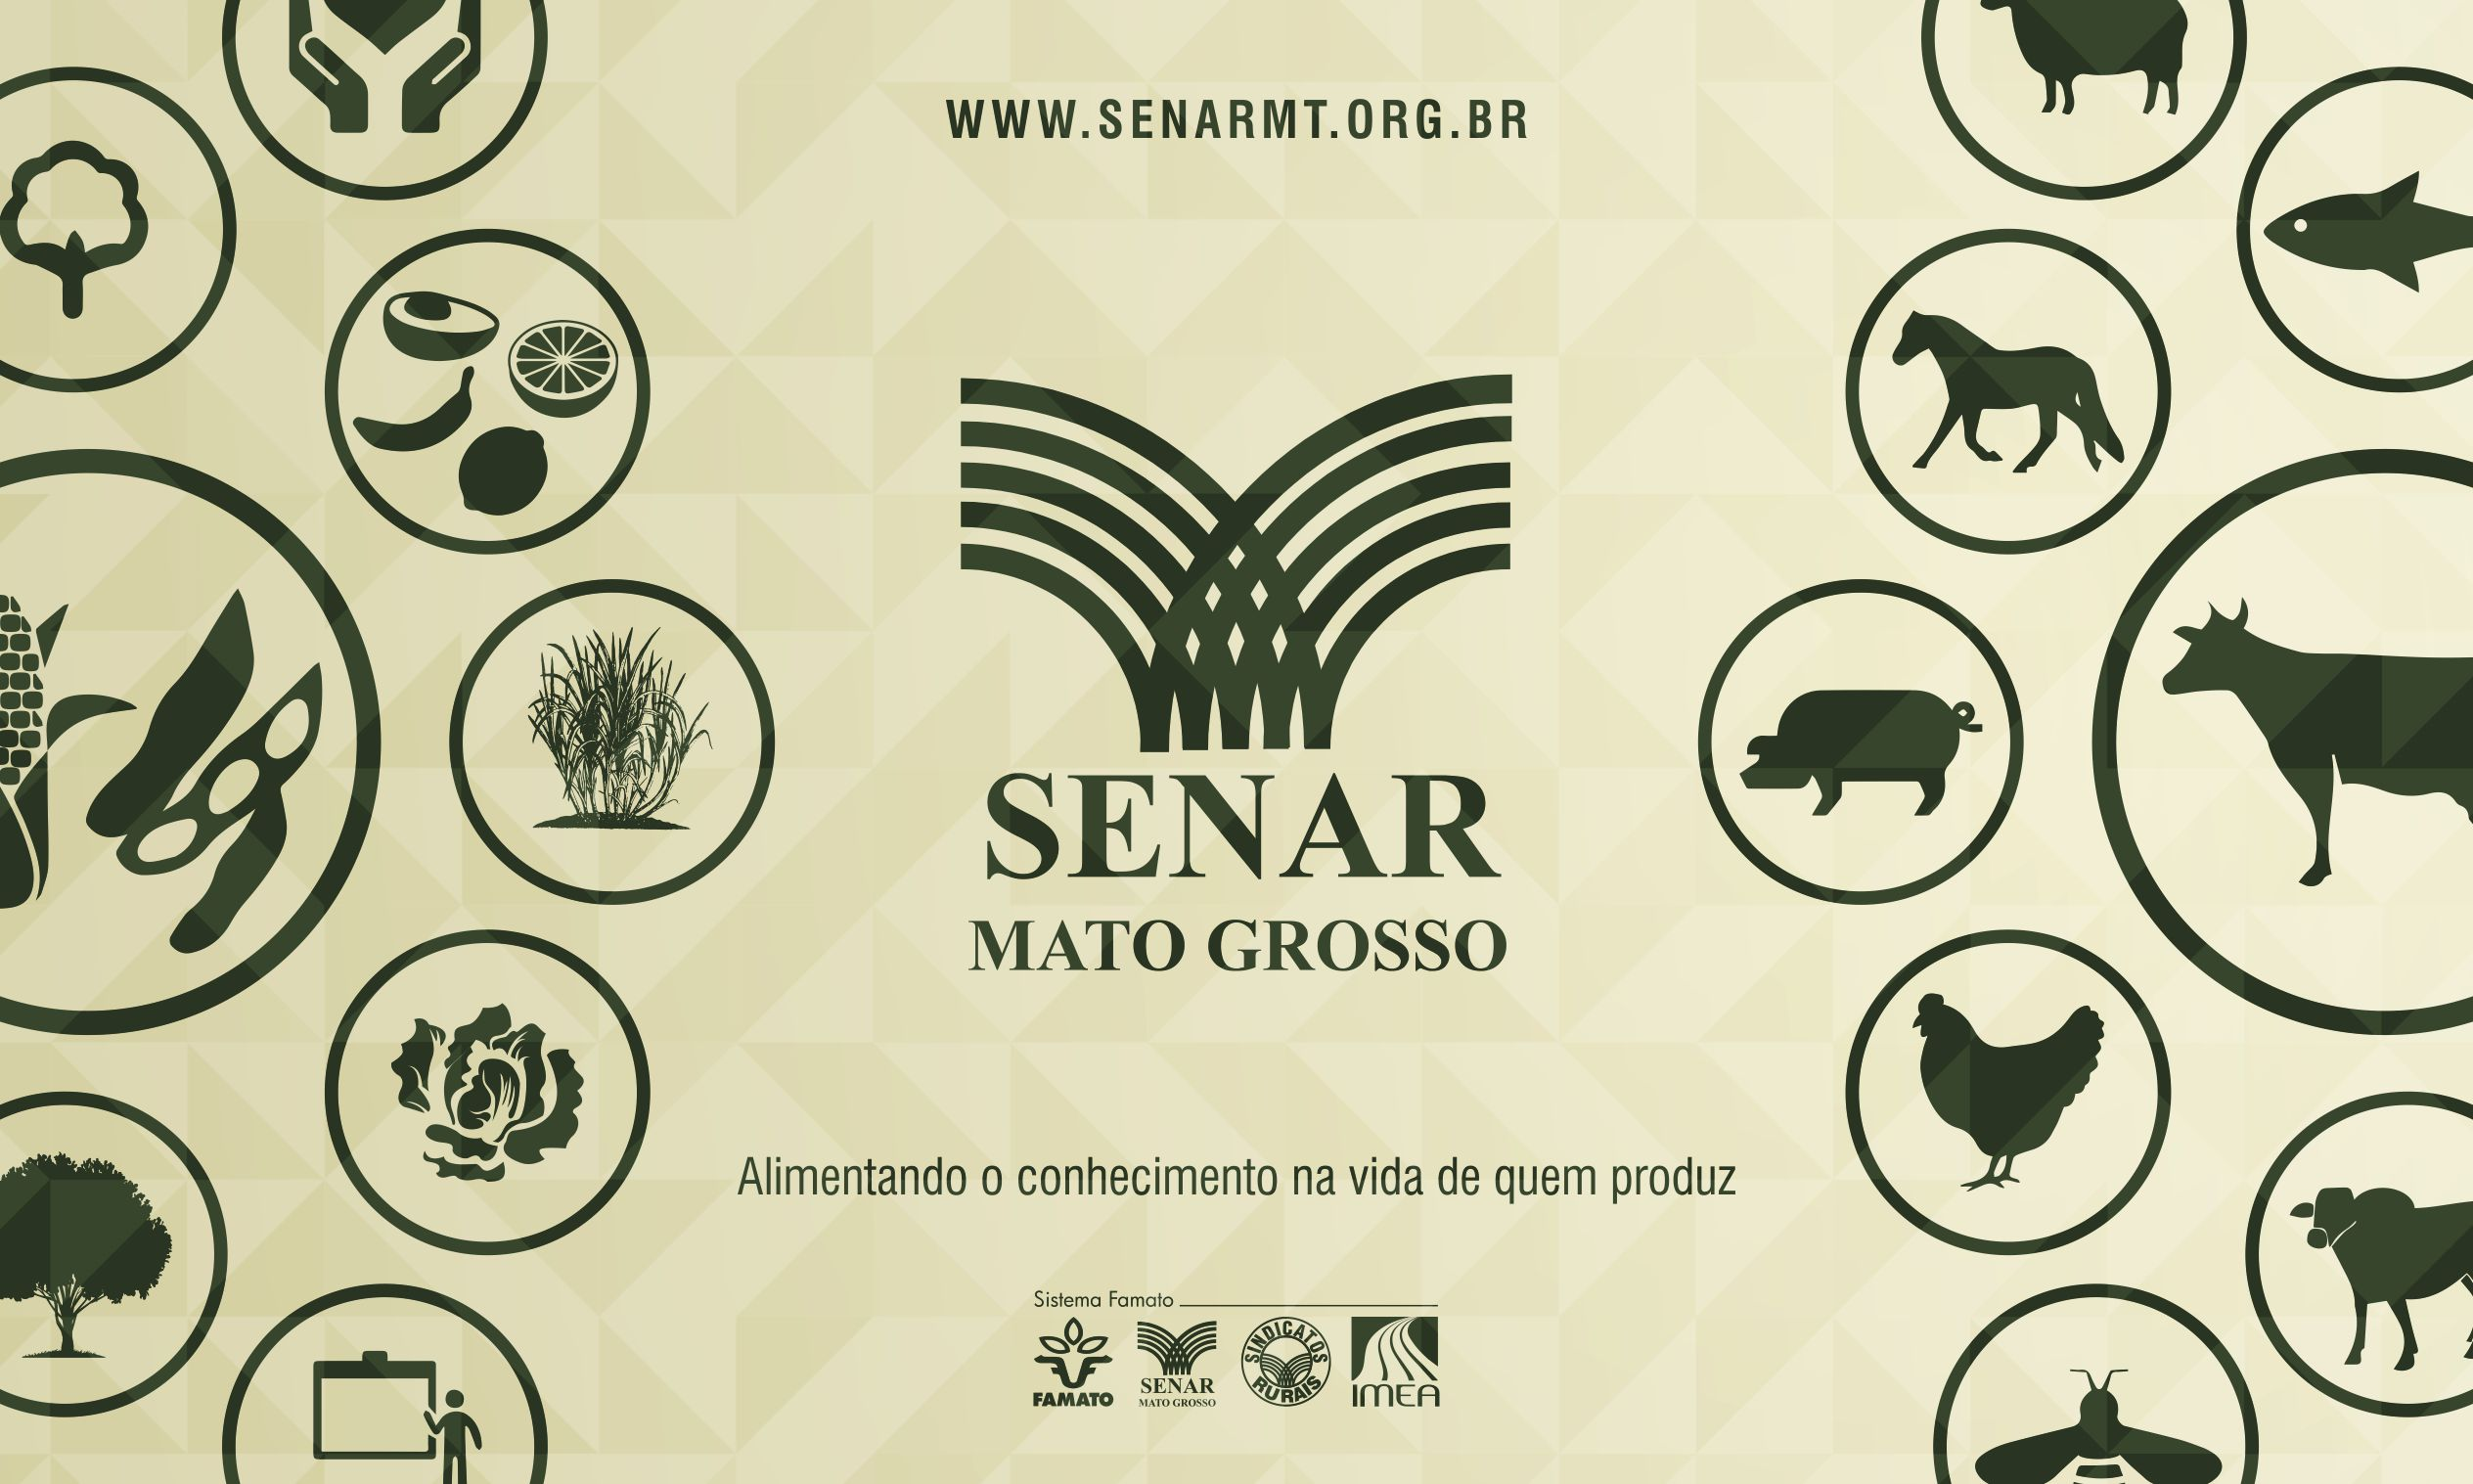 WWW.SENARMT.ORG.BR
SENAR
MATO GROSSO
Alimentando o conhecimento na vida de quem produz
Sistema Famato
FAMATO
SENAR
MATO GROSSO
SINDICATOS
RURAIS
IMEA